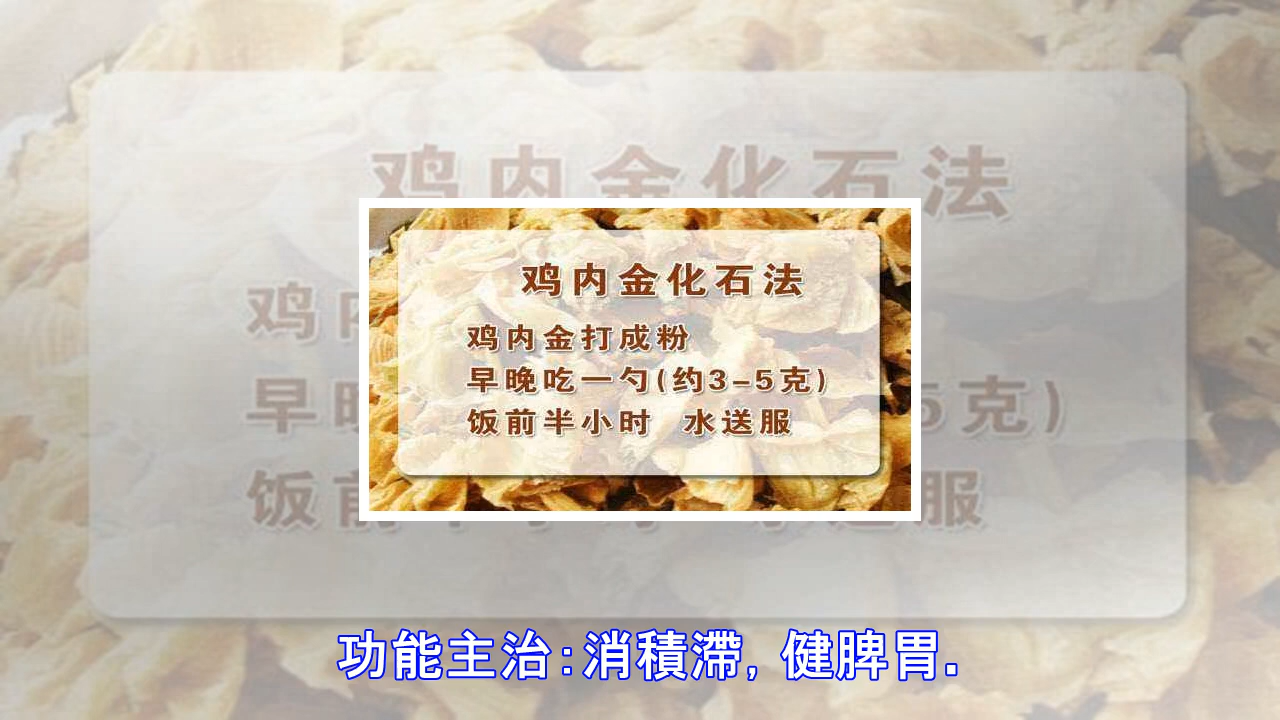 鸡内金化石法
鸡内金打成粉
早晚吃一勺(约3-5克)
饭前半小时 水送服
功能主治:消積滯,健脾胃.